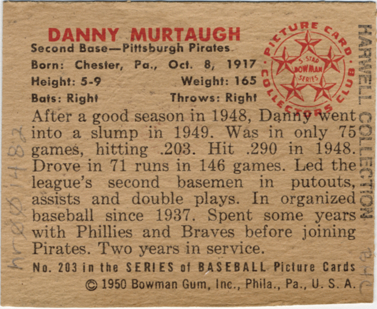 DANNY MURTAUGH
Second Base—Pittsburgh Pirates
Born: Chester, Pa., Oct. 8, 1917
Height: 5-9 Weight: 165
Bats: Right Throws: Right
PICTURE CARD
COLLECTORS CLUB
5 STAR
BOWMAN
SERIES
After a good season in 1948, Danny went
into a slump in 1949. Was in only 75
games, hitting .203. Hit .290 in 1948.
Drove in 71 runs in 146 games. Led the
league's second basemen in putouts,
assists and double plays. In organized
baseball since 1937. Spent some years
with Phillies and Braves before joining
Pirates. Two years in service.
No. 203 in the SERIES of BASEBALL Picture Cards
©1950 Bowman Gum, Inc., Phila., Pa., U. S. A.
HARWELL COLLECTION